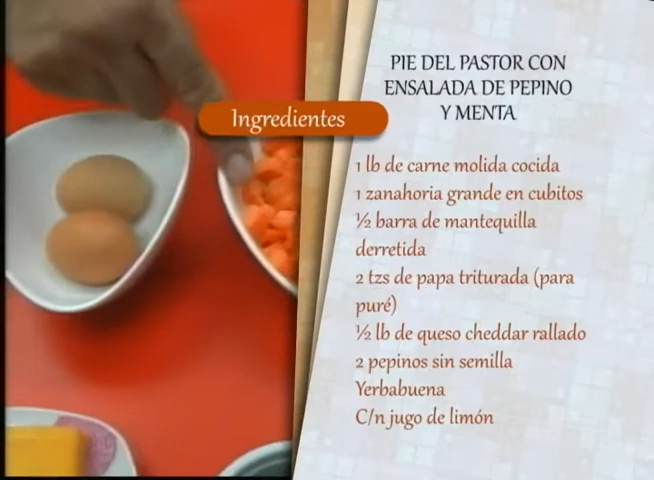 PIE DEL PASTOR CON
ENSALADA DE PEPINO
Y MENTA
Ingredientes
1 lb de carne molida cocida
1 zanahoria grande en cubitos
½ barra de mantequilla
derretida
2 tzs de papa triturada (para
puré)
½ lb de queso cheddar rallado
2 pepinos sin semilla
Yerbabuena
C/n jugo de limón